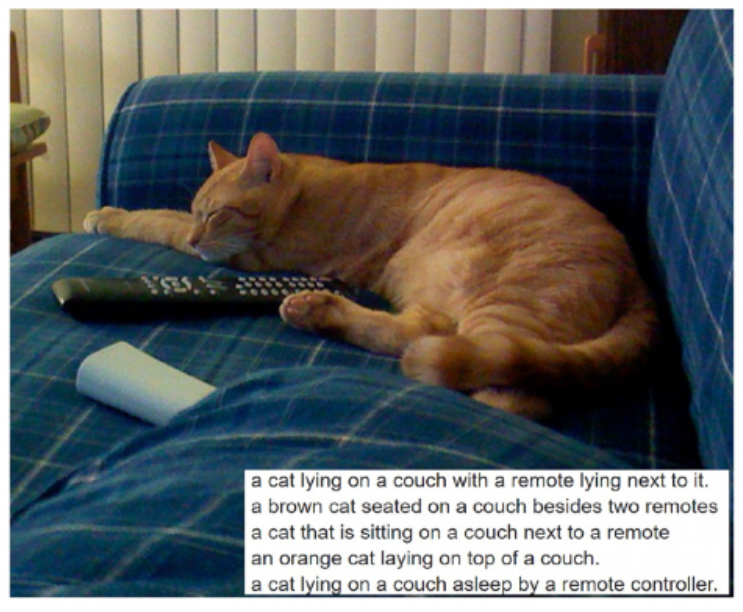 a cat lying on a couch with a remote lying next to it.
a brown cat seated on a couch besides two remotes
a cat that is sitting on a couch next to a remote
an orange cat laying on top of a couch.
a cat lying on a couch asleep by a remote controller.